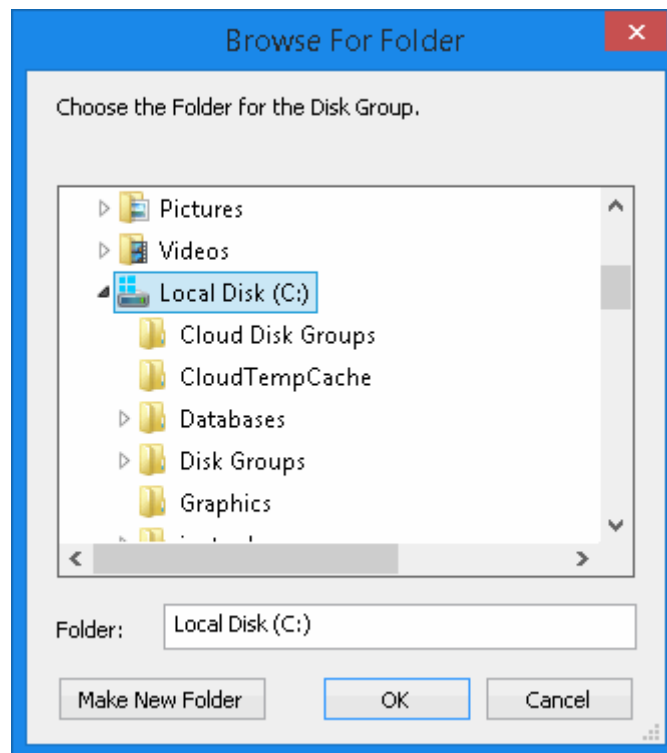 Browse For Folder
Choose the Folder for the Disk Group.
Pictures
Videos
Local Disk (C:)
Cloud Disk Groups
CloudTempCache
Databases
Disk Groups
Graphics
Folder: Local Disk (C:)
Make New Folder OK Cancel